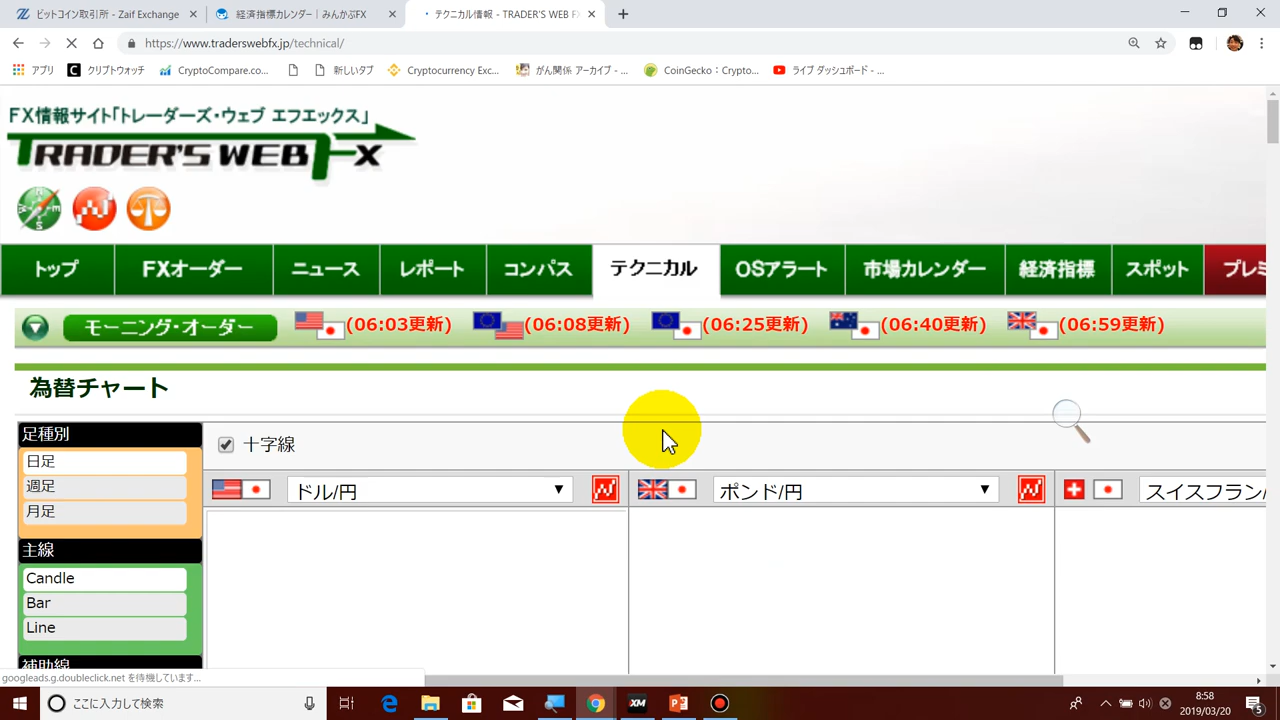 ビットコイン取引所 - Zaif Exchange
経済指標カレンダー | みんかぶFX
テクニカル情報 - TRADER'S WEB FX
https://www.traderswebfx.jp/technical/
アプリ
クリプトウォッチ
CryptoCompare.co...
新しいタブ
Cryptocurrency Exc...
がん関係 アーカイブ - ...
CoinGecko：Crypto...
ライブ ダッシュボード - ...
FX情報サイト「トレーダーズ・ウェブ エフエックス」
TRADER'S WEB FX
N
S
トップ
FXオーダー
ニュース
レポート
コンパス
テクニカル
OSアラート
市場カレンダー
経済指標
スポット
プレミ
モーニング・オーダー
(06:03更新)
(06:08更新)
(06:25更新)
(06:40更新)
(06:59更新)
為替チャート
足種別
十字線
日足
週足
月足
ドル/円
ポンド/円
スイスフラン/
主線
Candle
Bar
Line
補助線
googleads.g.doubleclick.net を待機しています...
ここに入力して検索
XM
8:58
2019/03/20
5